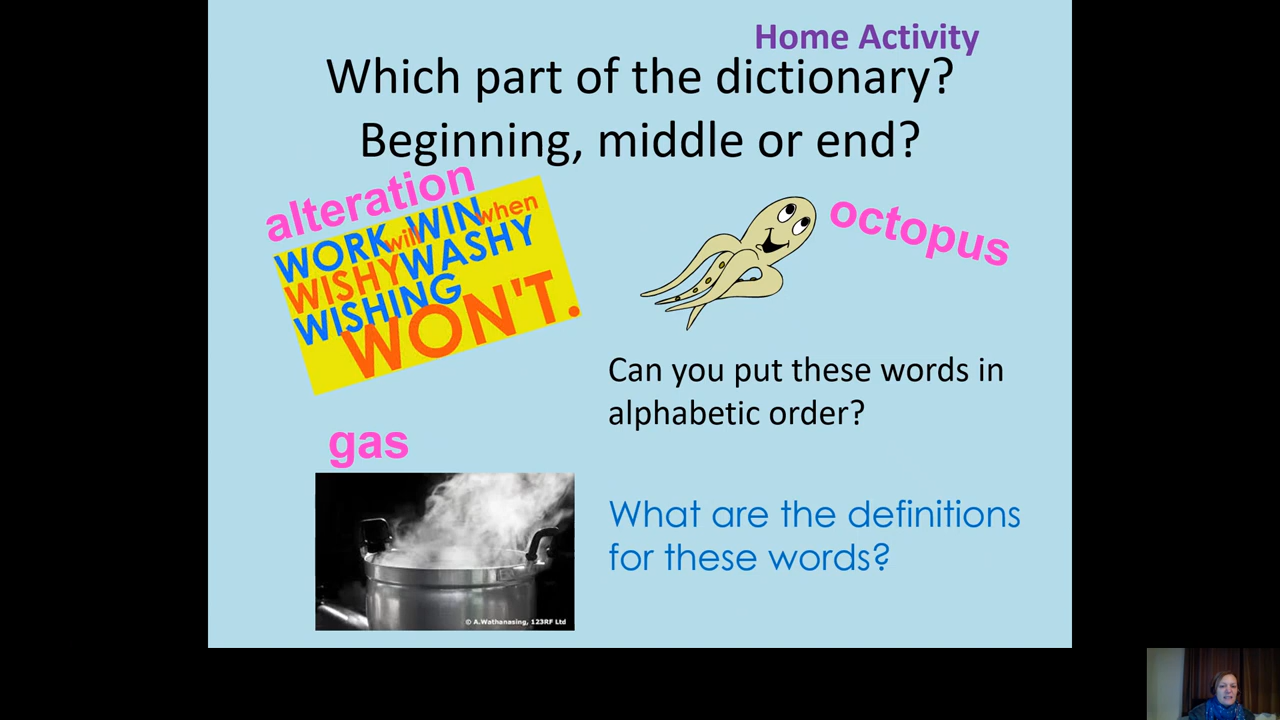 Home Activity
Which part of the dictionary?
Beginning, middle or end?
alteration
WORK will WIN when
WISHY WASHY
WISHING
WON'T.
octopus
Can you put these words in
alphabetic order?
gas
© A.Wathanasing, 123RF Ltd
What are the definitions
for these words?